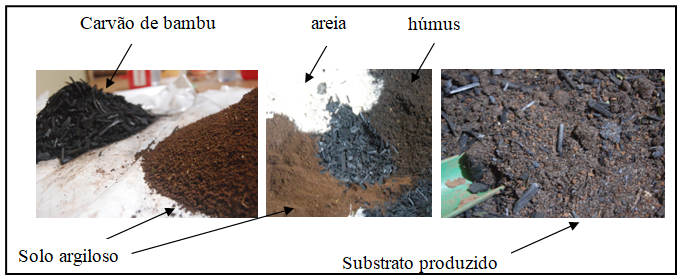 Carvão de bambu
areia
húmus
Solo argiloso
Substrato produzido